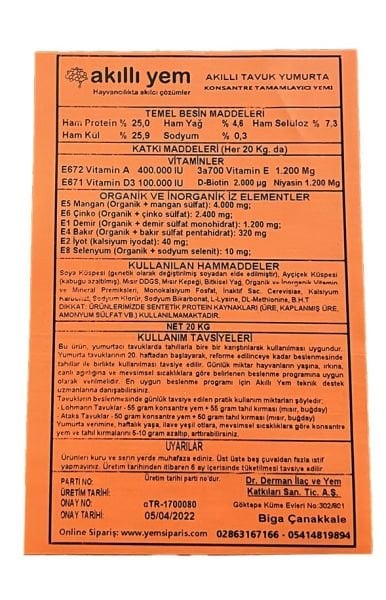 akıllı yem
Hayvancılıkta akılcı çözümler
AKILLI TAVUK YUMURTA
KONSANTRE TAMAMLAYICI YEMİ
TEMEL BESİN MADDELERİ
Ham Protein % 25,0 Ham Yağ % 4,6 Ham Selüloz % 7,3
Ham Kül % 25,9 Sodyum % 0,3
KATKI MADDELERİ (Her 20 Kg. da)
VİTAMİNLER
E672 Vitamin A 400.000 IU 3a700 Vitamin E 1.200 Mg
E671 Vitamin D3 100.000 IU D-Biotin 2.000 µg Niyasin 1.200 Mg
ORGANİK VE İNORGANİK İZ ELEMENTLER
E5 Mangan (Organik + mangan sülfat): 4.000 mg;
E6 Çinko (Organik + çinko sülfat): 2.400 mg;
E1 Demir (Organik + demir sülfat monohidrat): 1.200 mg;
E4 Bakır (Organik + bakır sülfat pentahidrat): 320 mg
E2 İyot (kalsiyum iyodat): 40 mg;
E8 Selenyum (Organik + sodyum selenit): 10 mg;
KULLANILAN HAMMADDELER
Soya Küspesi (genetik olarak değiştirilmiş soyadan elde edilmiştir), Ayçiçek Küspesi
(kabuğu azaltılmış), Mısır DDGS, Mısır Kepeği, Bitkisel Yağ, Organik ve İnorganik Vitamin
ve Mineral Premiksleri, Monokalsiyum Fosfat, İnaktif Sac. Cerevisiae, Kalsiyum
Karbonat, Sodyum Klorür, Sodyum Bikarbonat, L-Lysine, DL-Methionine, B.H.T
DİKKAT: ÜRÜNLERİMİZDE SENTETİK PROTEİN KAYNAKLARI (ÜRE, KAPLANMIŞ ÜRE,
AMONYUM SÜLFAT VB.) KULLANILMAMAKTADIR.
NET 20 KG
KULLANIM TAVSİYELERİ
Bu ürün, yumurtacı tavuklarda tahıllarla bire bir karıştırılarak kullanılması uygundur.
Yumurta tavuklarının 20. haftadan başlayarak, reforme edilinceye kadar beslenmesinde
tahıllar ile birlikte kullanılması tavsiye edilir. Günlük miktar hayvanların yaşına, ırkına,
canlı ağırlığına ve mevsimsel sıcaklıklara göre belirlenen beslenme programına uygun
olarak verilmelidir. En uygun beslenme programı için Akıllı Yem teknik destek
uzmanlarına danışabilirsiniz.
Tavukların beslenmesinde günlük tavsiye edilen pratik kullanım miktarları şöyledir;
- Lohmann Tavuklar - 55 gram konsantre yem + 55 gram tahıl kırması (mısır, buğday)
- Ataks Tavuklar - 50 gram konsantre yem + 60 gram tahıl kırması (mısır, buğday)
Yumurta verimine, haftalık yaşa, ilave yeşil otlara, mevsimsel sıcaklıklara göre konsantre
yem ve tahıl kırmalarını 5-10 gram azaltıp, arttırabilirsiniz.
UYARILAR
Ürünleri kuru ve serin yerde muhafaza ediniz. Üst üste beş çuvaldan fazla istif
yapmayınız. Üretim tarihinden itibaren 6 ay içerisinde tüketilmesi tavsiye edilir
PARTİ NO: Üretim tarihi parti no'dur.
ÜRETİM TARİHİ:
ONAY NO: αTR-1700080
ONAY TARİHİ: 05/04/2022
Dr. Derman İlaç ve Yem
Katkıları San. Tic. A.Ş.
Göktepe Küme Evleri No:302/R01
Biga Çanakkale
Online Sipariş: www.yemsiparis.com 02863167166 - 05414819894